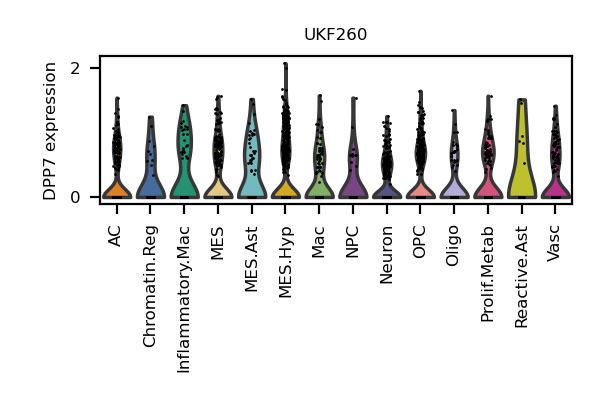 UKF260
DPP7 expression
2
0
AC
Chromatin.Reg
Inflammatory.Mac
MES
MES.Ast
MES.Hyp
Mac
NPC
Neuron
OPC
Oligo
Prolif.Metab
Reactive.Ast
Vasc